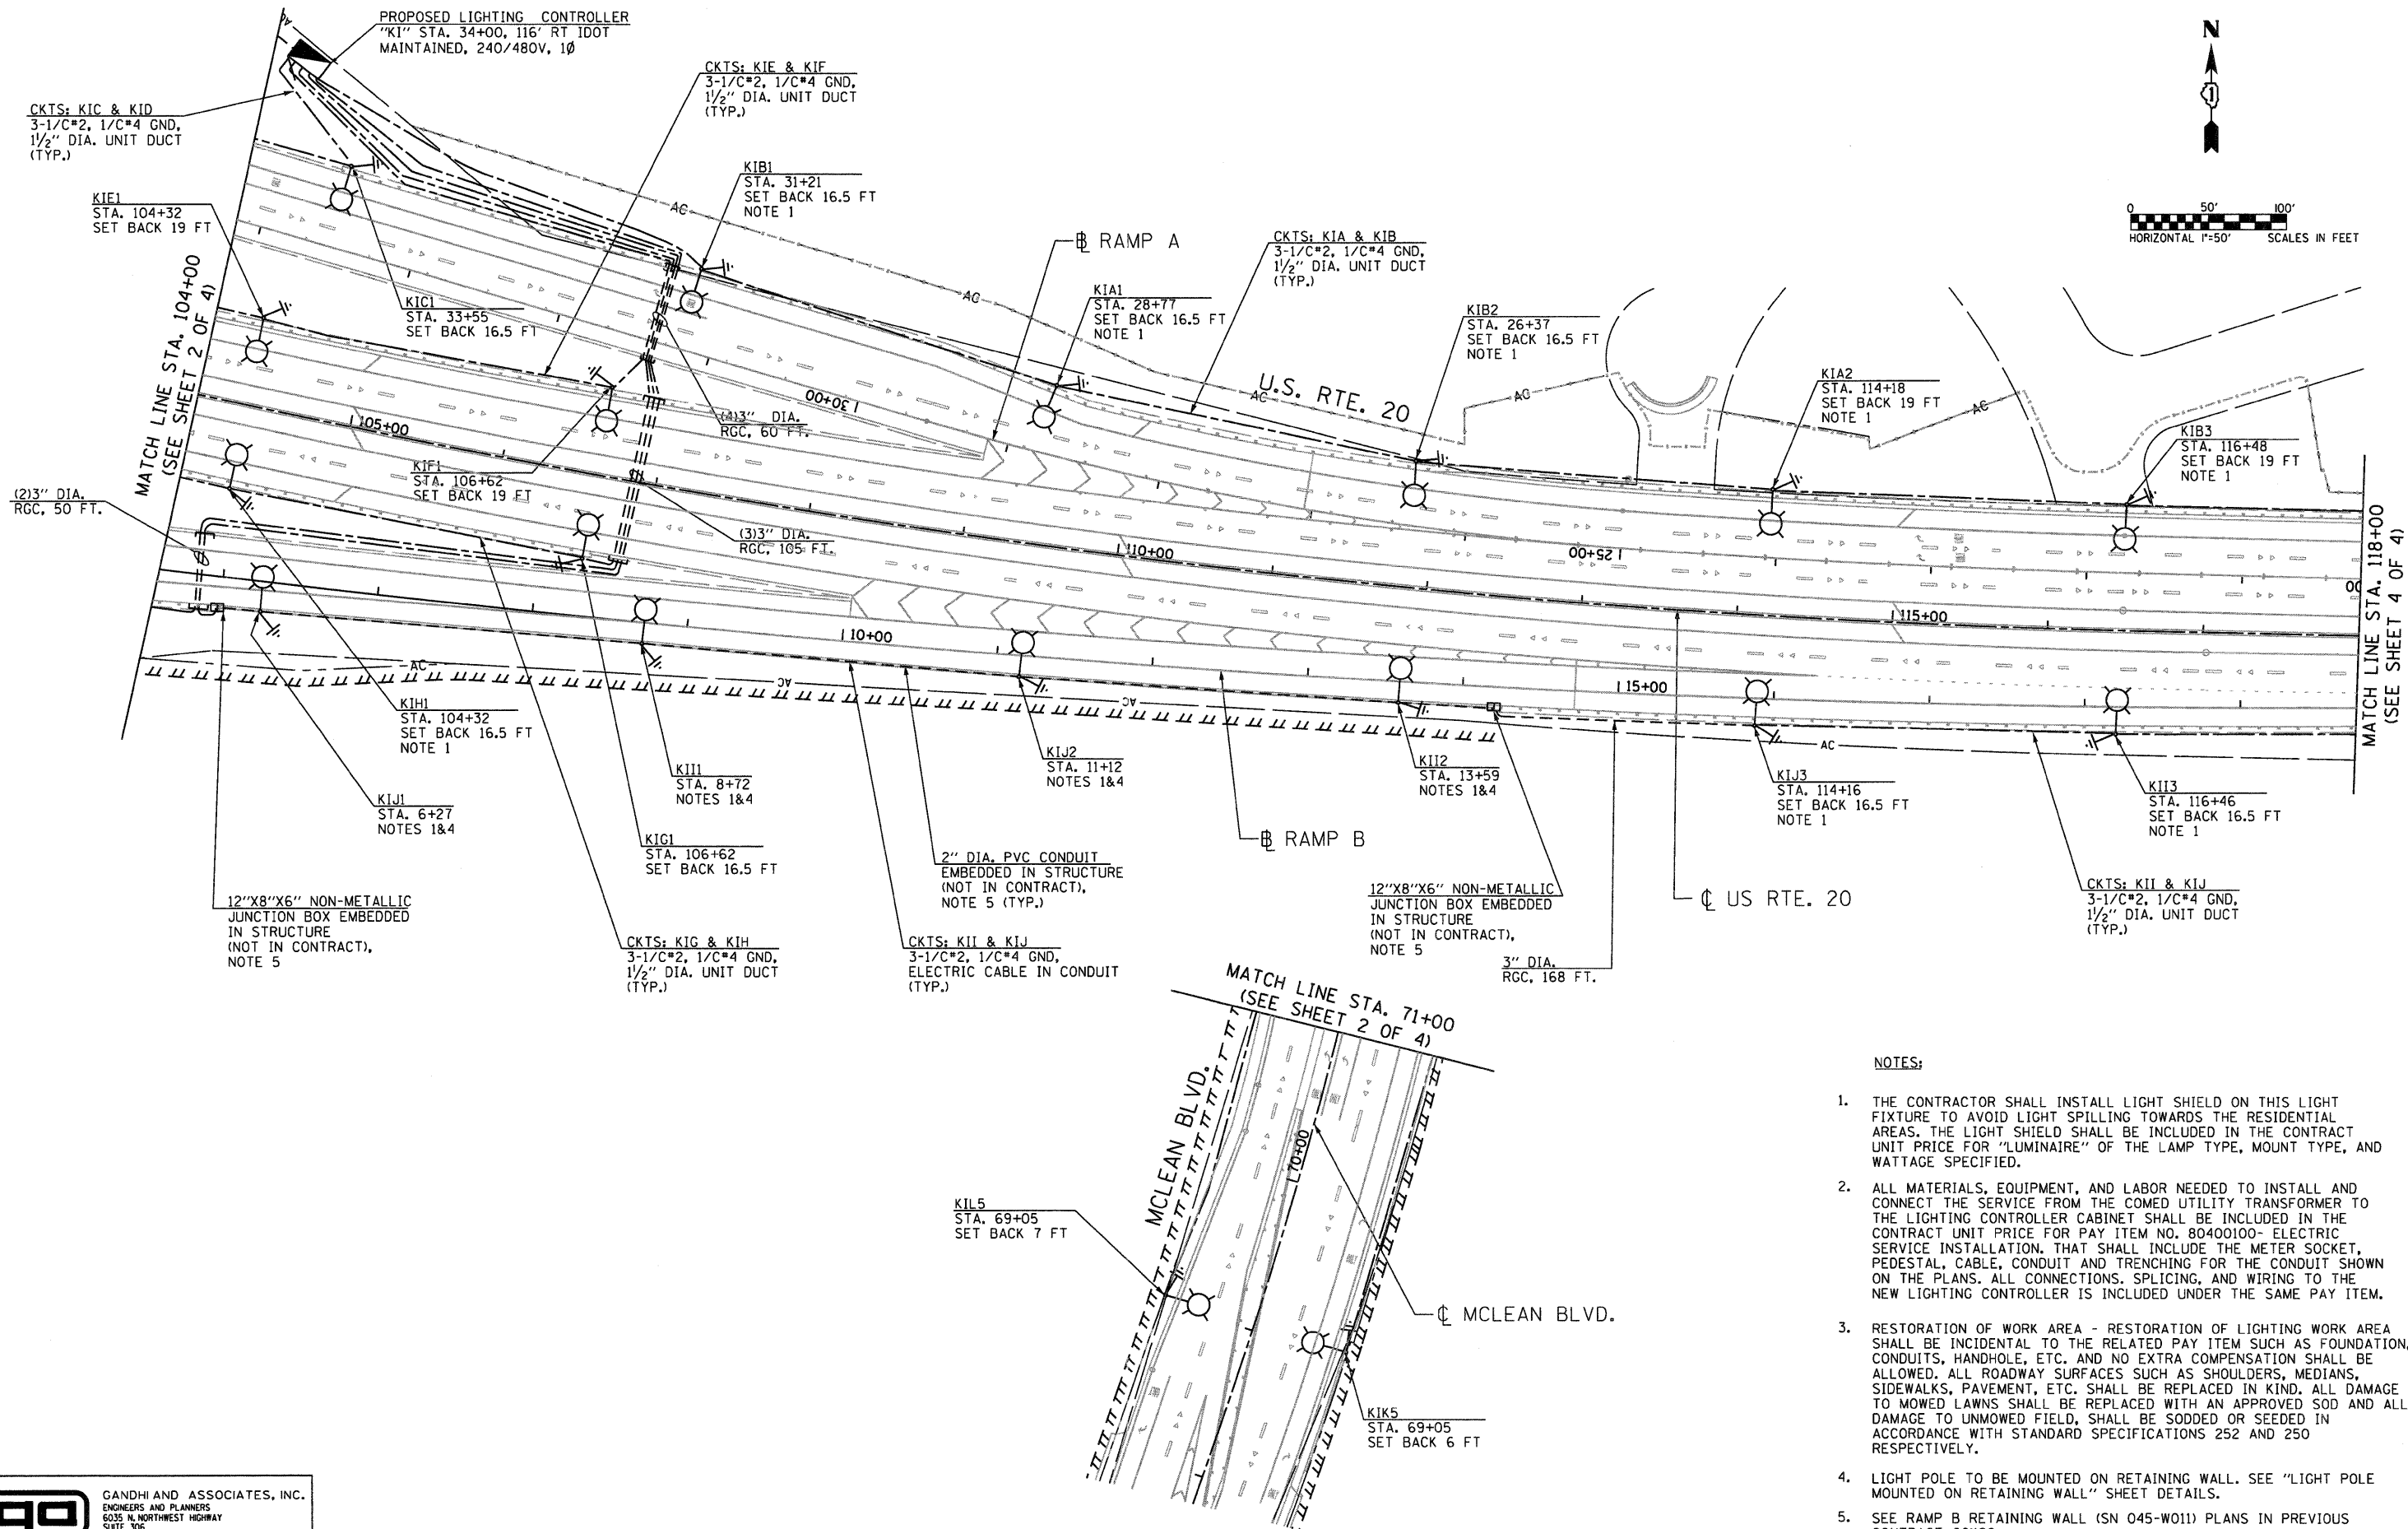 PROPOSED LIGHTING CONTROLLER
"KI" STA. 34+00, 116' RT IDOT
MAINTAINED, 240/480V, 1Ø
CKTS: KIC & KID
3-1/C#2, 1/C#4 GND,
1 1/2" DIA. UNIT DUCT
(TYP.)
CKTS: KIE & KIF
3-1/C#2, 1/C#4 GND,
1 1/2" DIA. UNIT DUCT
(TYP.)
KIE1
STA. 104+32
SET BACK 19 FT
KIB1
STA. 31+21
SET BACK 16.5 FT
NOTE 1
N
0 50' 100'
HORIZONTAL 1"=50' SCALES IN FEET
AC
℄ RAMP A
CKTS: KIA & KIB
3-1/C#2, 1/C#4 GND,
1 1/2" DIA. UNIT DUCT
(TYP.)
KIC1
STA. 33+55
SET BACK 16.5 FT
AC
KIA1
STA. 28+77
SET BACK 16.5 FT
NOTE 1
KIB2
STA. 26+37
SET BACK 16.5 FT
NOTE 1
MATCH LINE STA. 104+00
(SEE SHEET 2 OF 4)
U.S. RTE. 20
AC
AC
KIA2
STA. 114+18
SET BACK 19 FT
NOTE 1
AC
KIB3
STA. 116+48
SET BACK 19 FT
NOTE 1
105+00
130+00
(4)3" DIA.
RGC, 60 FT.
KIF1
STA. 106+62
SET BACK 19 FT
(2)3" DIA.
RGC, 50 FT.
(3)3" DIA.
RGC, 105 FT.
110+00
125+00
115+00
00
MATCH LINE STA. 118+00
(SEE SHEET 4 OF 4)
110+00
115+00
AC
AC
AC
AC
KIH1
STA. 104+32
SET BACK 16.5 FT
NOTE 1
KIJ1
STA. 6+27
NOTES 1&4
KII1
STA. 8+72
NOTES 1&4
KIG1
STA. 106+62
SET BACK 16.5 FT
KIJ2
STA. 11+12
NOTES 1&4
KII2
STA. 13+59
NOTES 1&4
KIJ3
STA. 114+16
SET BACK 16.5 FT
NOTE 1
KII3
STA. 116+46
SET BACK 16.5 FT
NOTE 1
℄ RAMP B
12"X8"X6" NON-METALLIC
JUNCTION BOX EMBEDDED
IN STRUCTURE
(NOT IN CONTRACT),
NOTE 5
CKTS: KIG & KIH
3-1/C#2, 1/C#4 GND,
1 1/2" DIA. UNIT DUCT
(TYP.)
2" DIA. PVC CONDUIT
EMBEDDED IN STRUCTURE
(NOT IN CONTRACT),
NOTE 5 (TYP.)
CKTS: KII & KIJ
3-1/C#2, 1/C#4 GND,
ELECTRIC CABLE IN CONDUIT
(TYP.)
12"X8"X6" NON-METALLIC
JUNCTION BOX EMBEDDED
IN STRUCTURE
(NOT IN CONTRACT),
NOTE 5
3" DIA.
RGC, 168 FT.
℄ US RTE. 20
CKTS: KII & KIJ
3-1/C#2, 1/C#4 GND,
1 1/2" DIA. UNIT DUCT
(TYP.)
MATCH LINE STA. 71+00
(SEE SHEET 2 OF 4)
MCLEAN BLVD.
70+00
KIL5
STA. 69+05
SET BACK 7 FT
℄ MCLEAN BLVD.
KIK5
STA. 69+05
SET BACK 6 FT
NOTES:
1. THE CONTRACTOR SHALL INSTALL LIGHT SHIELD ON THIS LIGHT
FIXTURE TO AVOID LIGHT SPILLING TOWARDS THE RESIDENTIAL
AREAS. THE LIGHT SHIELD SHALL BE INCLUDED IN THE CONTRACT
UNIT PRICE FOR "LUMINAIRE" OF THE LAMP TYPE, MOUNT TYPE, AND
WATTAGE SPECIFIED.
2. ALL MATERIALS, EQUIPMENT, AND LABOR NEEDED TO INSTALL AND
CONNECT THE SERVICE FROM THE COMED UTILITY TRANSFORMER TO
THE LIGHTING CONTROLLER CABINET SHALL BE INCLUDED IN THE
CONTRACT UNIT PRICE FOR PAY ITEM NO. 80400100- ELECTRIC
SERVICE INSTALLATION. THAT SHALL INCLUDE THE METER SOCKET,
PEDESTAL, CABLE, CONDUIT AND TRENCHING FOR THE CONDUIT SHOWN
ON THE PLANS. ALL CONNECTIONS. SPLICING, AND WIRING TO THE
NEW LIGHTING CONTROLLER IS INCLUDED UNDER THE SAME PAY ITEM.
3. RESTORATION OF WORK AREA - RESTORATION OF LIGHTING WORK AREA
SHALL BE INCIDENTAL TO THE RELATED PAY ITEM SUCH AS FOUNDATION,
CONDUITS, HANDHOLE, ETC. AND NO EXTRA COMPENSATION SHALL BE
ALLOWED. ALL ROADWAY SURFACES SUCH AS SHOULDERS, MEDIANS,
SIDEWALKS, PAVEMENT, ETC. SHALL BE REPLACED IN KIND. ALL DAMAGE
TO MOWED LAWNS SHALL BE REPLACED WITH AN APPROVED SOD AND ALL
DAMAGE TO UNMOWED FIELD, SHALL BE SODDED OR SEEDED IN
ACCORDANCE WITH STANDARD SPECIFICATIONS 252 AND 250
RESPECTIVELY.
4. LIGHT POLE TO BE MOUNTED ON RETAINING WALL. SEE "LIGHT POLE
MOUNTED ON RETAINING WALL" SHEET DETAILS.
5. SEE RAMP B RETAINING WALL (SN 045-W011) PLANS IN PREVIOUS
GANDHI AND ASSOCIATES, INC.
ENGINEERS AND PLANNERS
6035 N. NORTHWEST HIGHWAY
SUITE 306